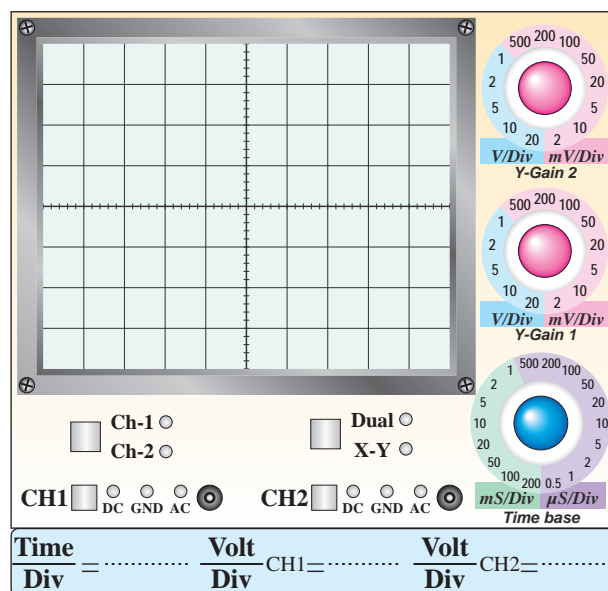 500 200 100
1 50
2 20
5 5
10 10
20 2
V/Div mV/Div
Y-Gain 2
500 200 100
1 50
2 20
5 5
10 10
20 2
V/Div mV/Div
Y-Gain 1
500 200
1 100
2 50
5 20
10 10
20 5
50 2
100 1
200 0.5
mS/Div µS/Div
Time base
Ch-1
Ch-2
Dual
X-Y
CH1 DC GND AC
CH2 DC GND AC
Time Volt Volt
Div = ............ Div CH1= ............ Div CH2= ............